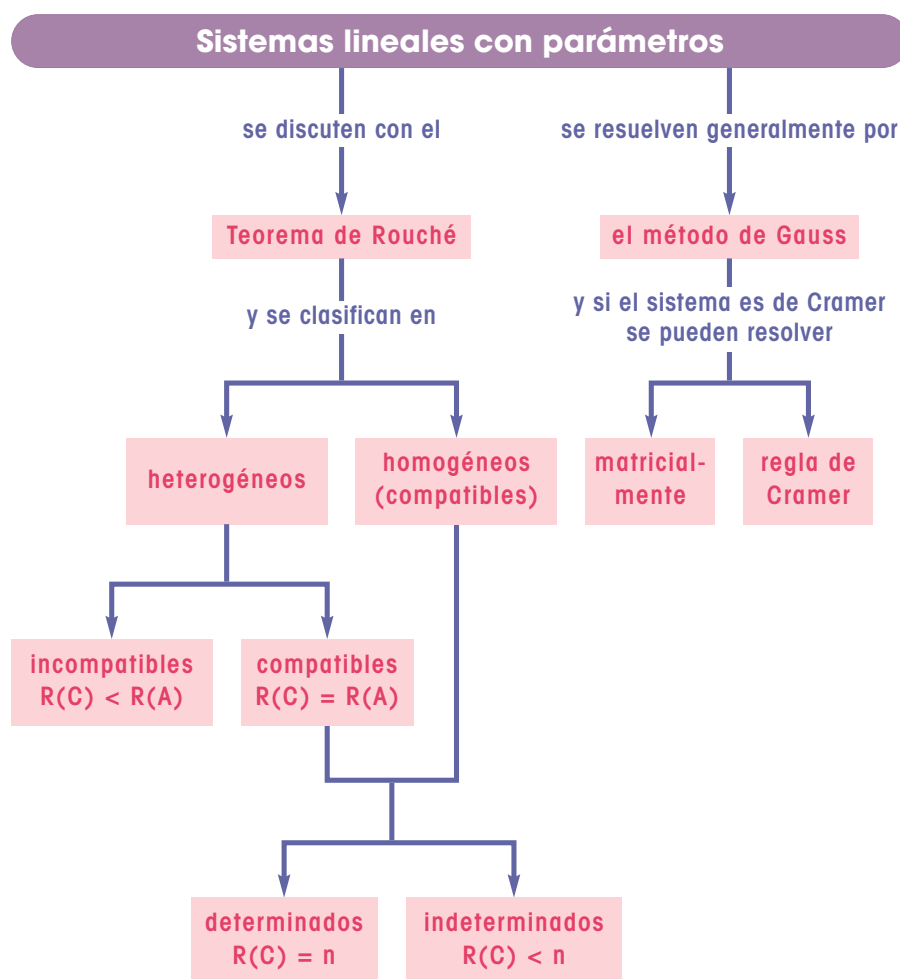 Sistemas lineales con parámetros
se discuten con el
se resuelven generalmente por
Teorema de Rouché
el método de Gauss
y se clasifican en
y si el sistema es de Cramer
se pueden resolver
heterogéneos
homogéneos
(compatibles)
matricial-
mente
regla de
Cramer
incompatibles
R(C) < R(A)
compatibles
R(C) = R(A)
determinados
R(C) = n
indeterminados
R(C) < n